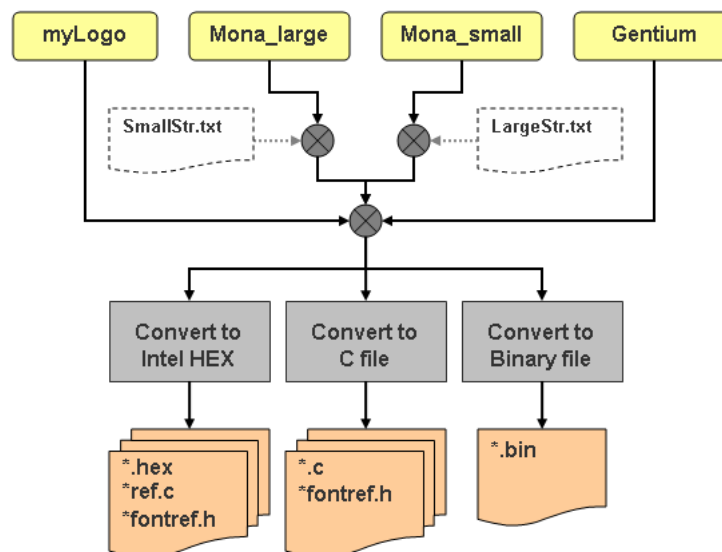 myLogo
Mona_large
Mona_small
Gentium
SmallStr.txt
LargeStr.txt
Convert to
Intel HEX
Convert to
C file
Convert to
Binary file
*.hex
*ref.c
*fontref.h
*.c
*fontref.h
*.bin